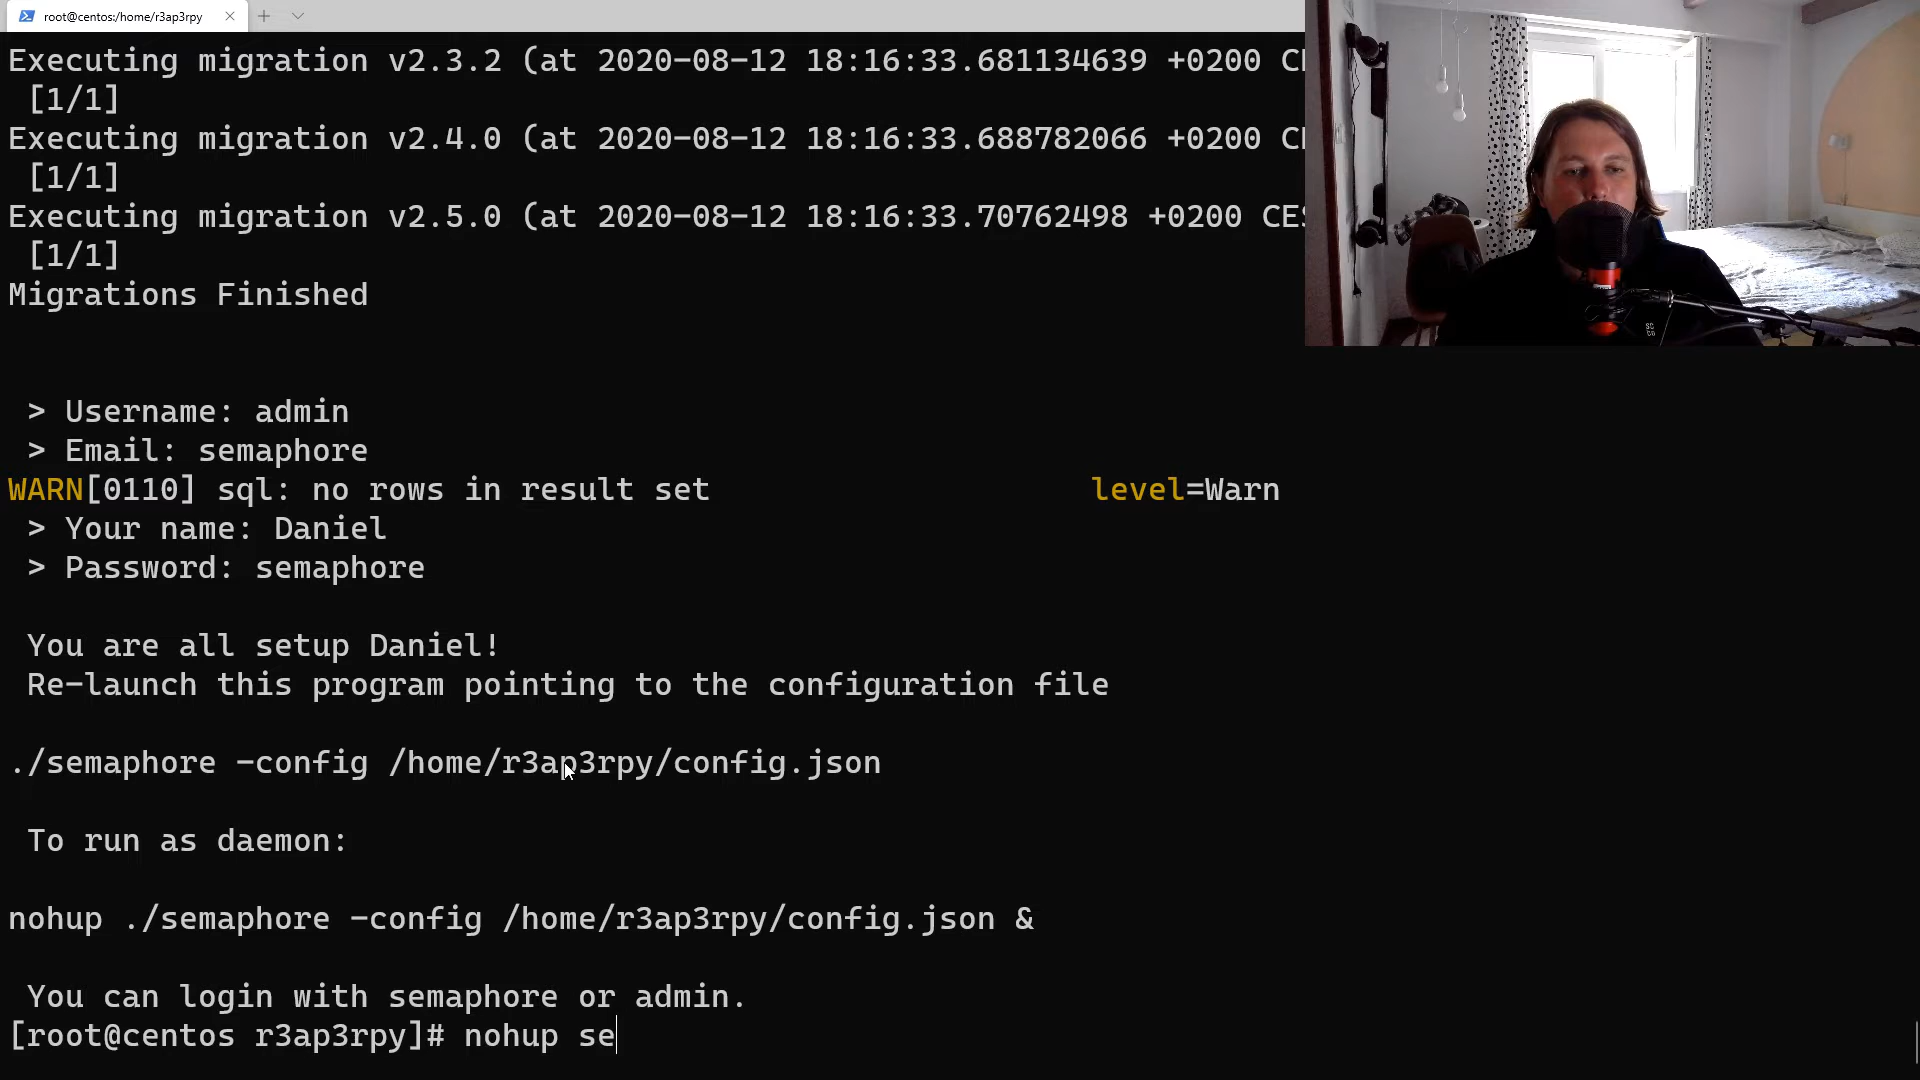 root@centos:/home/r3ap3rpy
Executing migration v2.3.2 (at 2020-08-12 18:16:33.681134639 +0200 CE
[1/1]
Executing migration v2.4.0 (at 2020-08-12 18:16:33.688782066 +0200 CE
[1/1]
Executing migration v2.5.0 (at 2020-08-12 18:16:33.70762498 +0200 CES
[1/1]
Migrations Finished
> Username: admin
> Email: semaphore
WARN[0110] sql: no rows in result set level=Warn
> Your name: Daniel
> Password: semaphore
You are all setup Daniel!
Re-launch this program pointing to the configuration file
./semaphore -config /home/r3ap3rpy/config.json
To run as daemon:
nohup ./semaphore -config /home/r3ap3rpy/config.json &
You can login with semaphore or admin.
[root@centos r3ap3rpy]# nohup se